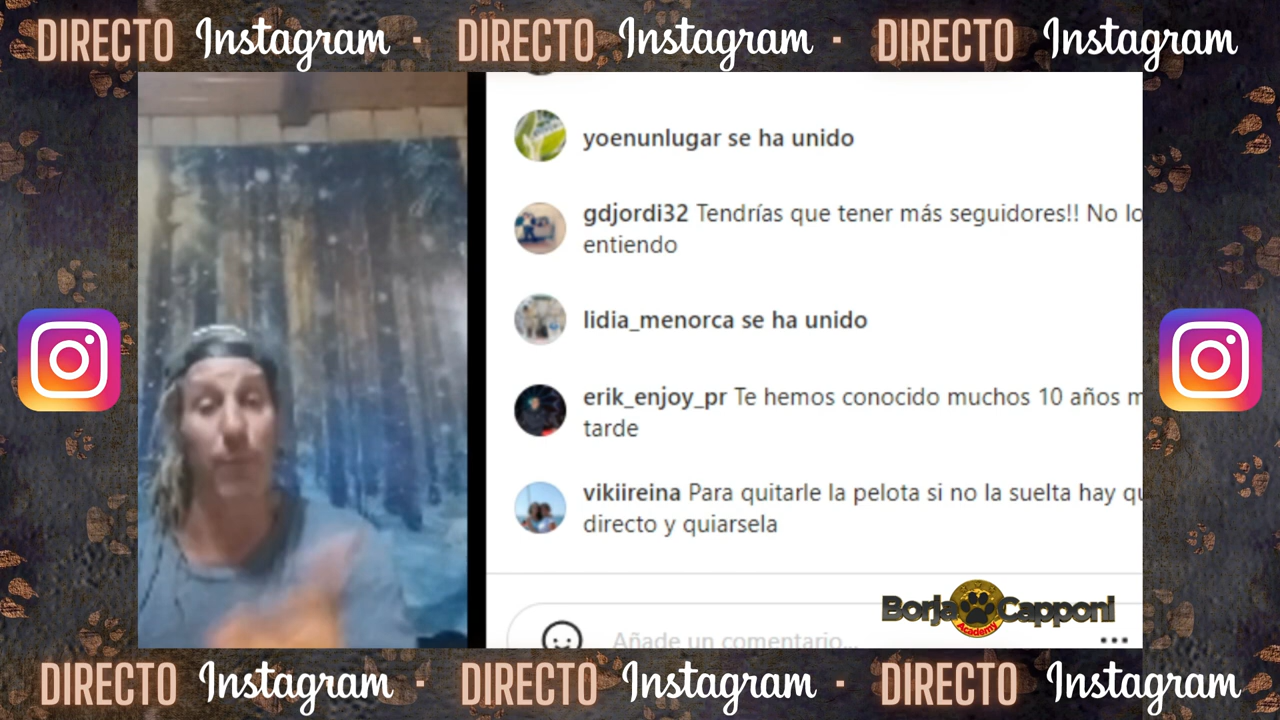 DIRECTO Instagram · DIRECTO Instagram · DIRECTO Instagram
yoenunlugar se ha unido
gdjordi32 Tendrías que tener más seguidores!! No lo
entiendo
lidia_menorca se ha unido
erik_enjoy_pr Te hemos conocido muchos 10 años
tarde
vikiireina Para quitarle la pelota si no la suelta hay
directo y quiarsela
Borja Capponi
Academy
Añade un comentario...
DIRECTO Instagram · DIRECTO Instagram · DIRECTO Instagram